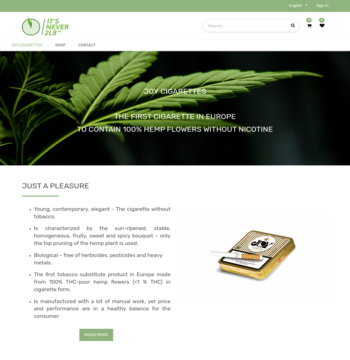 English
Sign in
IT'S
NEVER
2L8
Search...
0
0
JOY CIGARETTES
SHOP
CONTACT
JOY CIGARETTES
THE FIRST CIGARETTE IN EUROPE
TO CONTAIN 100% HEMP FLOWERS WITHOUT NICOTINE
JUST A PLEASURE
• Young, contemporary, elegant - The cigarette without
tobacco.
• Is characterized by the sun-ripened, stable,
homogeneous, fruity, sweet and spicy bouquet – only
the top pruning of the hemp plant is used.
• Biological – free of herbicides, pesticides and heavy
metals.
• The first tobacco substitute product in Europe made
from 100% THC-poor hemp flowers (<1 % THC) in
cigarette form.
• Is manufactured with a lot of manual work, yet price
and performance are in a healthy balance for the
consumer.